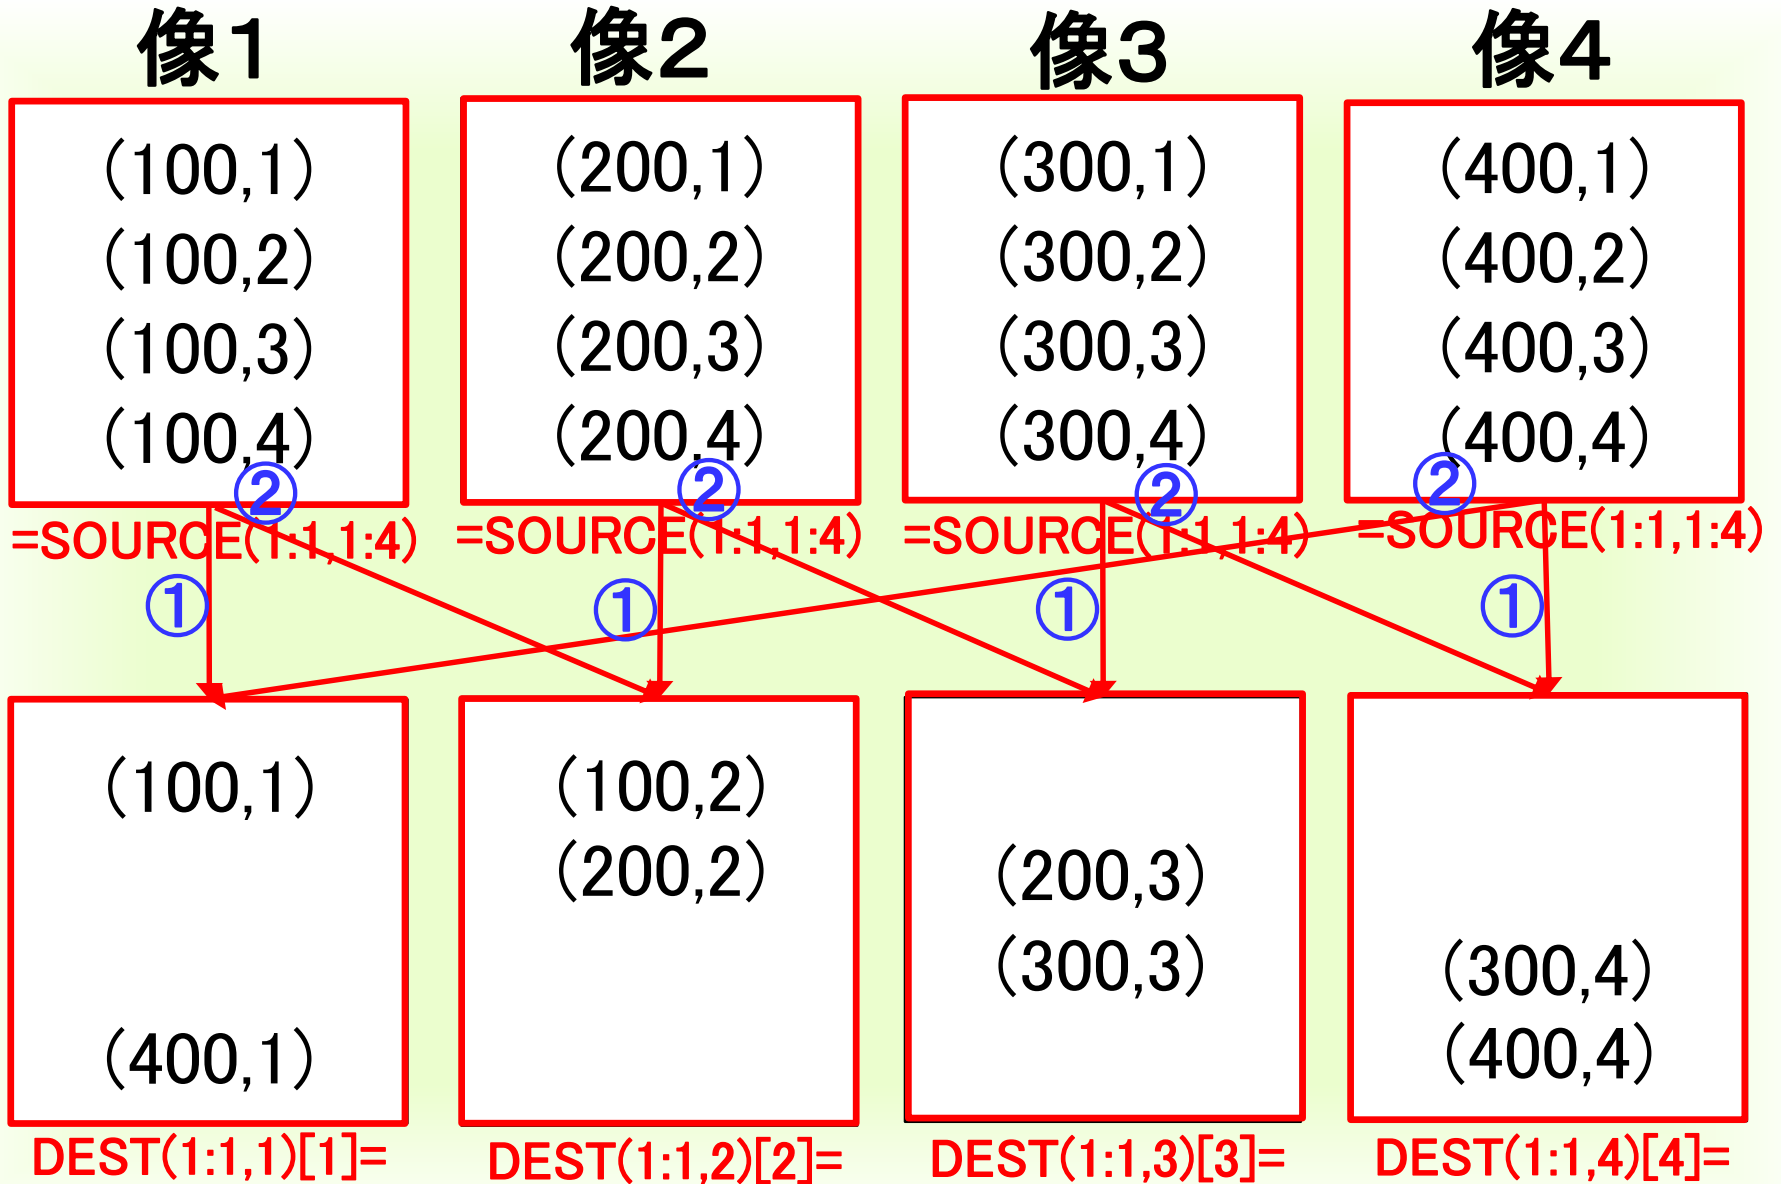 像１
像２
像３
像４
(100,1)
(100,2)
(100,3)
(100,4)
②
=SOURCE(1:1,1:4)
①
(200,1)
(200,2)
(200,3)
(200,4)
②
=SOURCE(1:1,1:4)
①
(300,1)
(300,2)
(300,3)
(300,4)
②
=SOURCE(1:1,1:4)
①
(400,1)
(400,2)
(400,3)
(400,4)
②
=SOURCE(1:1,1:4)
①
(100,1)
(400,1)
DEST(1:1,1)[1]=
(100,2)
(200,2)
DEST(1:1,2)[2]=
(200,3)
(300,3)
DEST(1:1,3)[3]=
(300,4)
(400,4)
DEST(1:1,4)[4]=